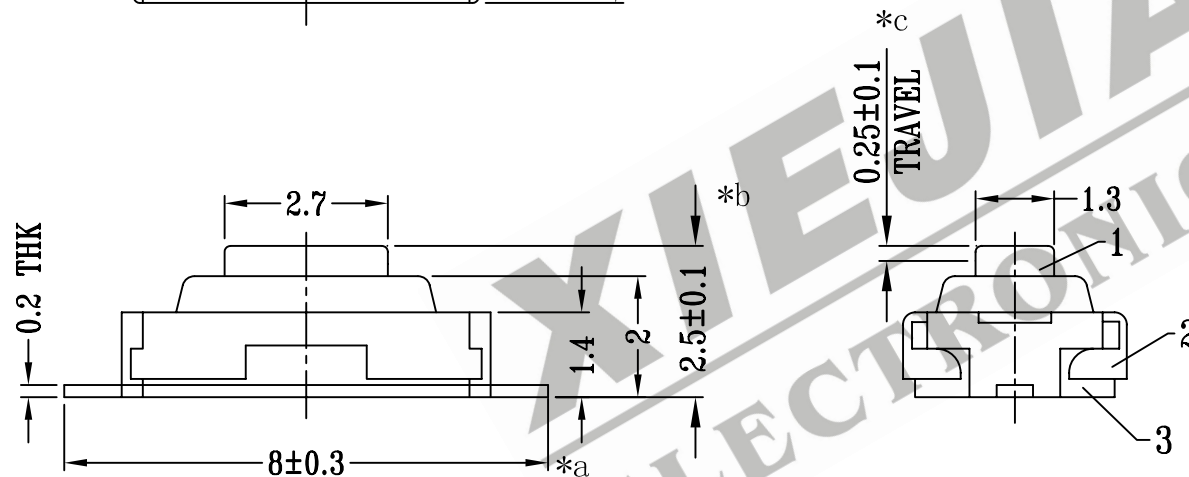 *c
0.25±0.1
TRAVEL
2.7
*b
1.3
1
0.2 THK
1.4
2
2.5±0.1
2
3
8±0.3
*a
XIEJIA
ELECTRONIC